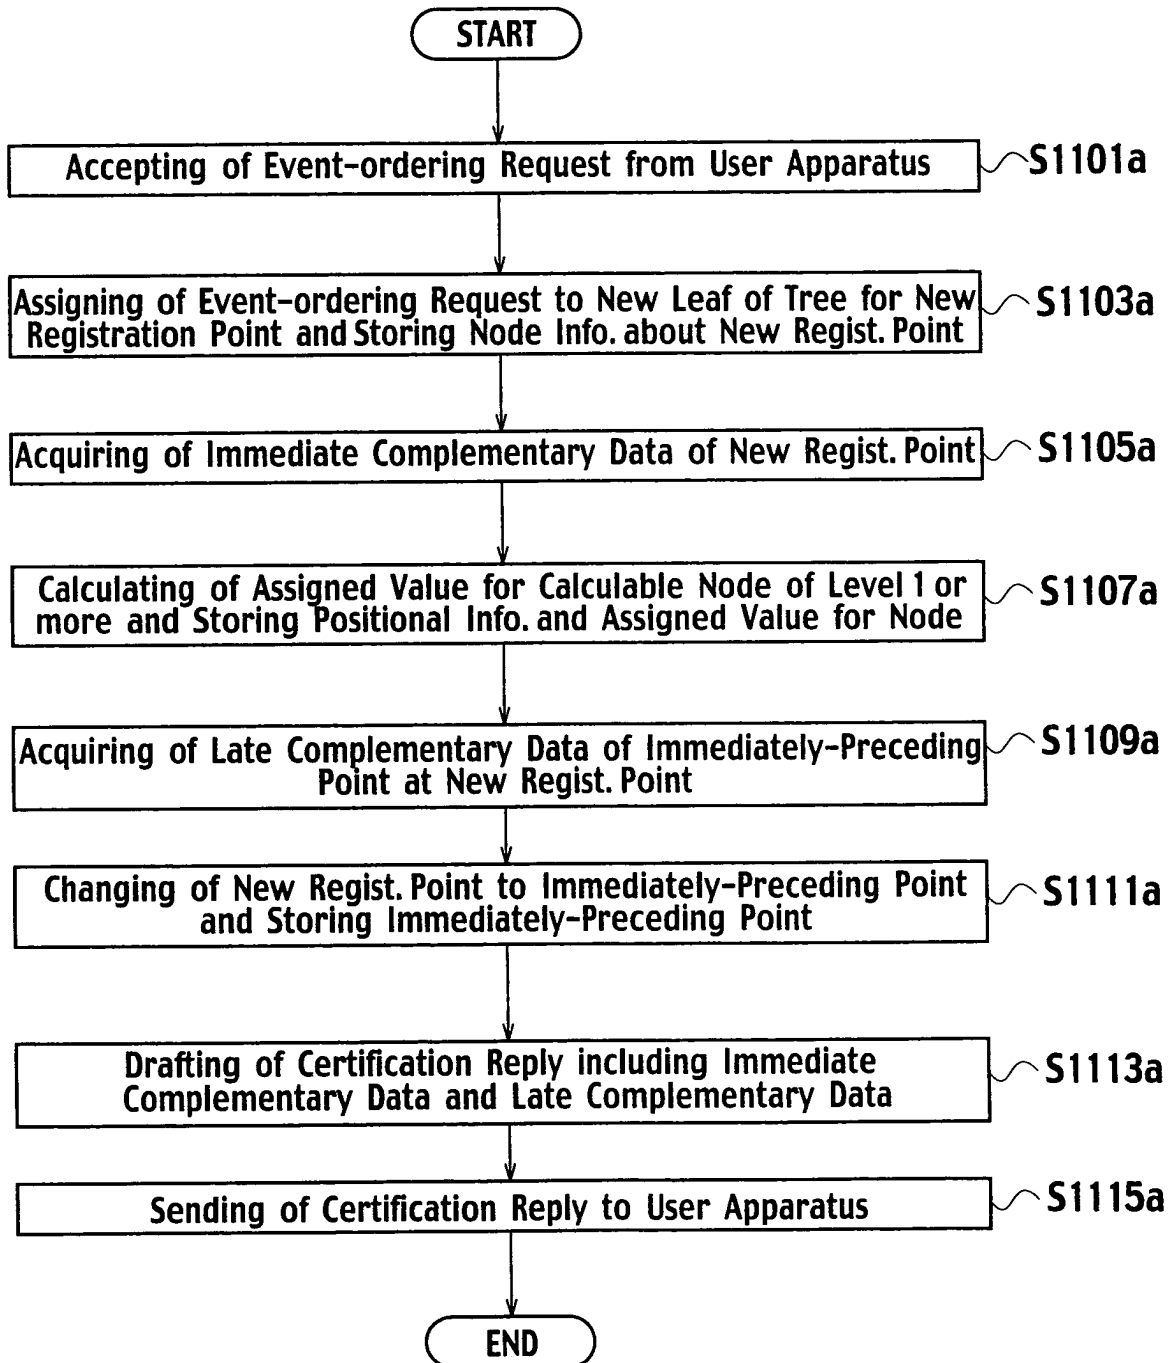 START
Accepting of Event-ordering Request from User Apparatus
S1101a
Assigning of Event-ordering Request to New Leaf of Tree for New
Registration Point and Storing Node Info. about New Regist. Point
S1103a
Acquiring of Immediate Complementary Data of New Regist. Point
S1105a
Calculating of Assigned Value for Calculable Node of Level 1 or
more and Storing Positional Info. and Assigned Value for Node
S1107a
Acquiring of Late Complementary Data of Immediately-Preceding
Point at New Regist. Point
S1109a
Changing of New Regist. Point to Immediately-Preceding Point
and Storing Immediately-Preceding Point
S1111a
Drafting of Certification Reply including Immediate
Complementary Data and Late Complementary Data
S1113a
Sending of Certification Reply to User Apparatus
S1115a
END